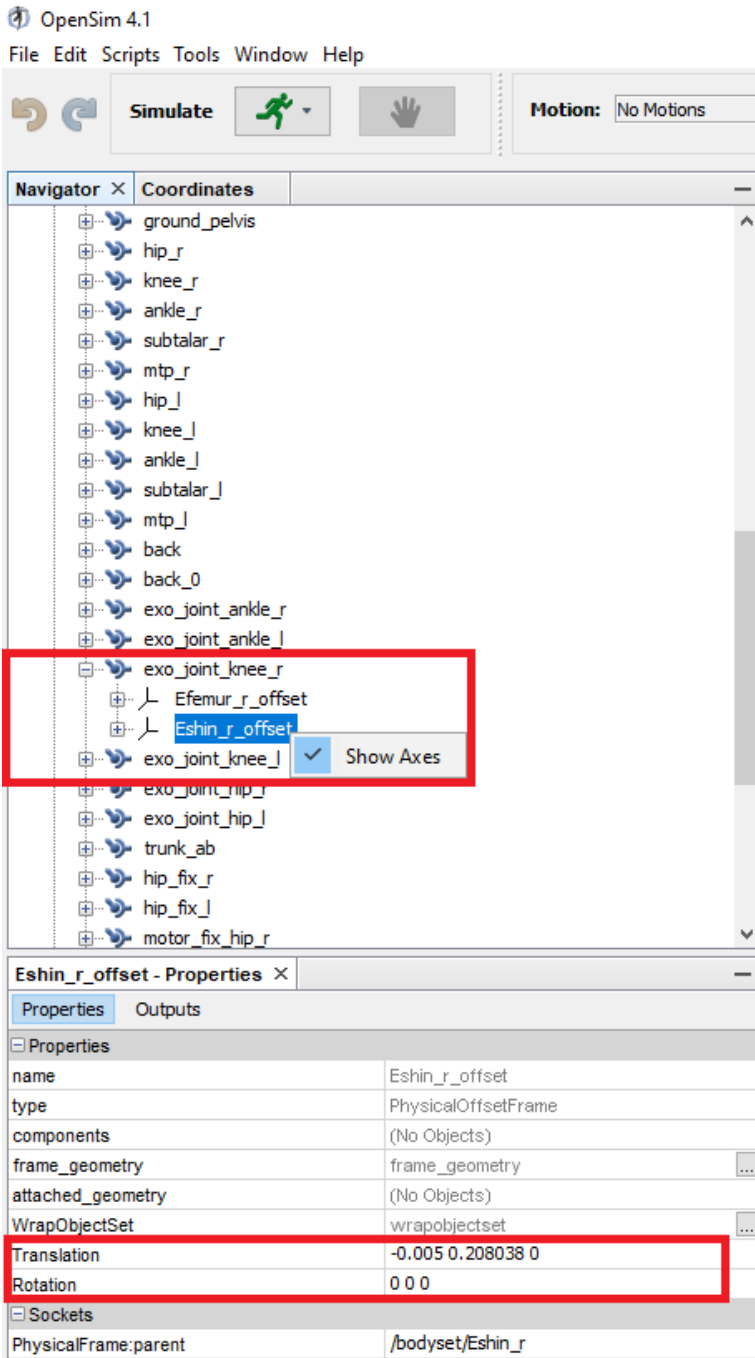 OpenSim 4.1
File Edit Scripts Tools Window Help
Simulate Motion: No Motions
Navigator × Coordinates
ground_pelvis
hip_r
knee_r
ankle_r
subtalar_r
mtp_r
hip_l
knee_l
ankle_l
subtalar_l
mtp_l
back
back_0
exo_joint_ankle_r
exo_joint_ankle_l
exo_joint_knee_r
Efemur_r_offset
Eshin_r_offset
exo_joint_knee_l Show Axes
exo_joint_hip_r
exo_joint_hip_l
trunk_ab
hip_fix_r
hip_fix_l
motor_fix_hip_r
Eshin_r_offset - Properties ×
Properties Outputs
Properties
name Eshin_r_offset
type PhysicalOffsetFrame
components (No Objects)
frame_geometry frame_geometry ...
attached_geometry (No Objects)
WrapObjectSet wrapobjectset ...
Translation -0.005 0.208038 0
Rotation 0 0 0
Sockets
PhysicalFrame:parent /bodyset/Eshin_r